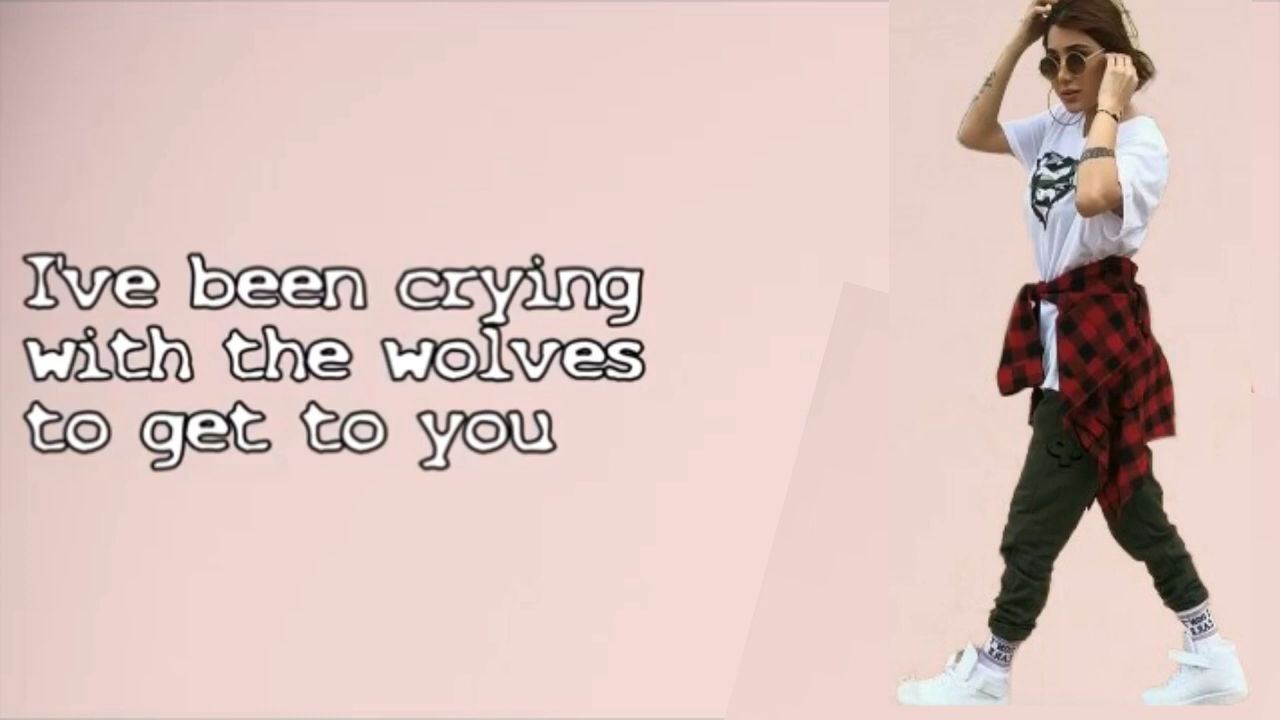 I've been crying
with the wolves
to get to you